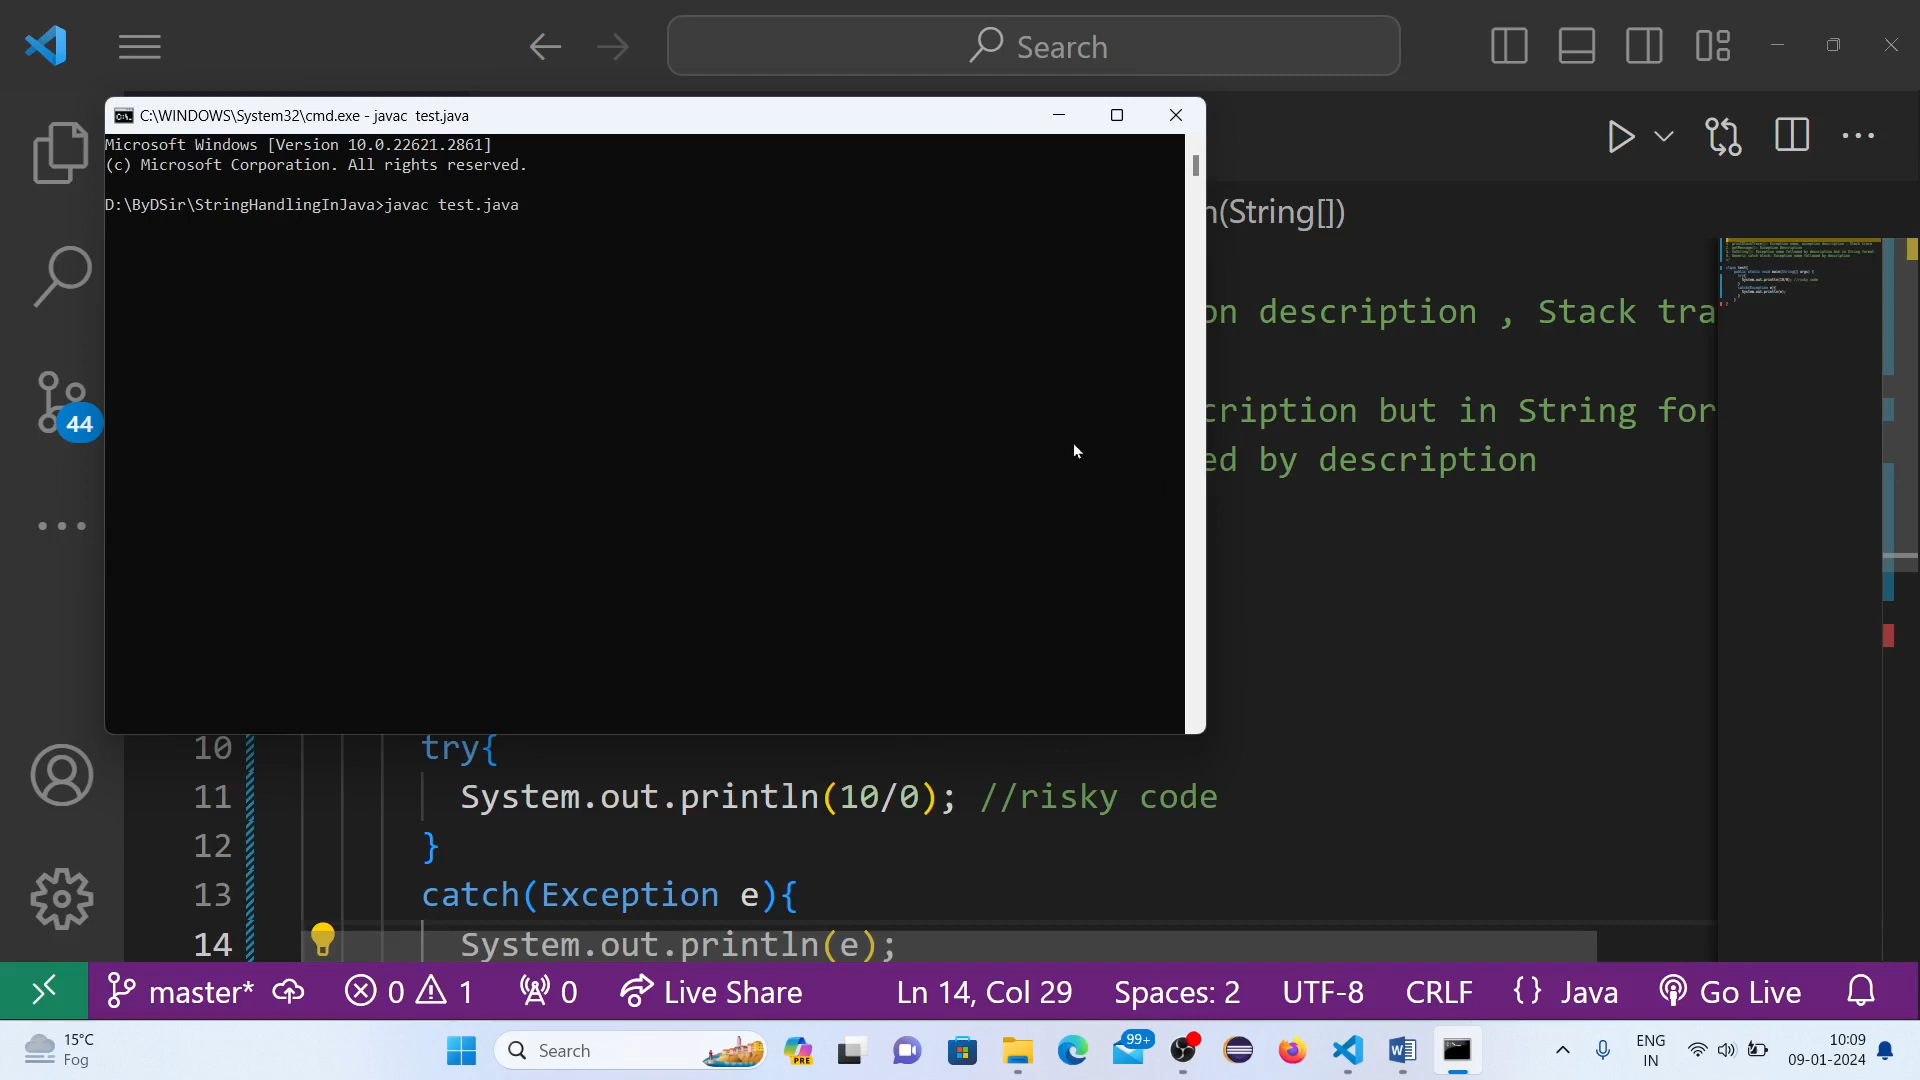 Search
C:\WINDOWS\System32\cmd.exe - javac  test.java
Microsoft Windows [Version 10.0.22621.2861]
(c) Microsoft Corporation. All rights reserved.
D:\ByDSir\StringHandlingInJava>javac test.java
(String[])
description , Stack tra
but in String for
by description
44
10 try{
11 System.out.println(10/0); //risky code
12 }
13 catch(Exception e){
14 System.out.println(e);
master* 0 1 0 Live Share Ln 14, Col 29 Spaces: 2 UTF-8 CRLF {} Java Go Live
15°C
Fog
Search
PRE
99+
ENG
IN
10:09
09-01-2024